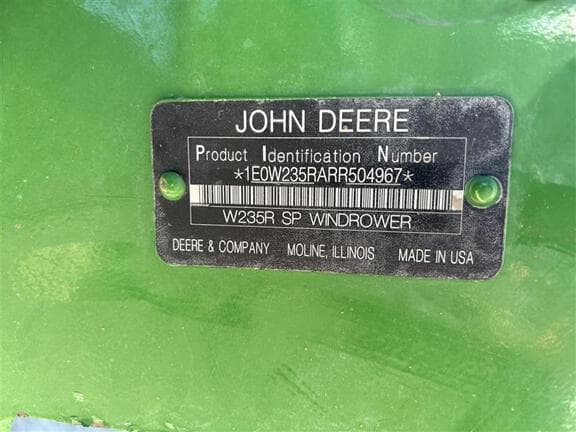 JOHN DEERE
Product Identification Number
*1E0W235RARR504967*
W235R SP WINDROWER
DEERE & COMPANY MOLINE, ILLINOIS MADE IN USA